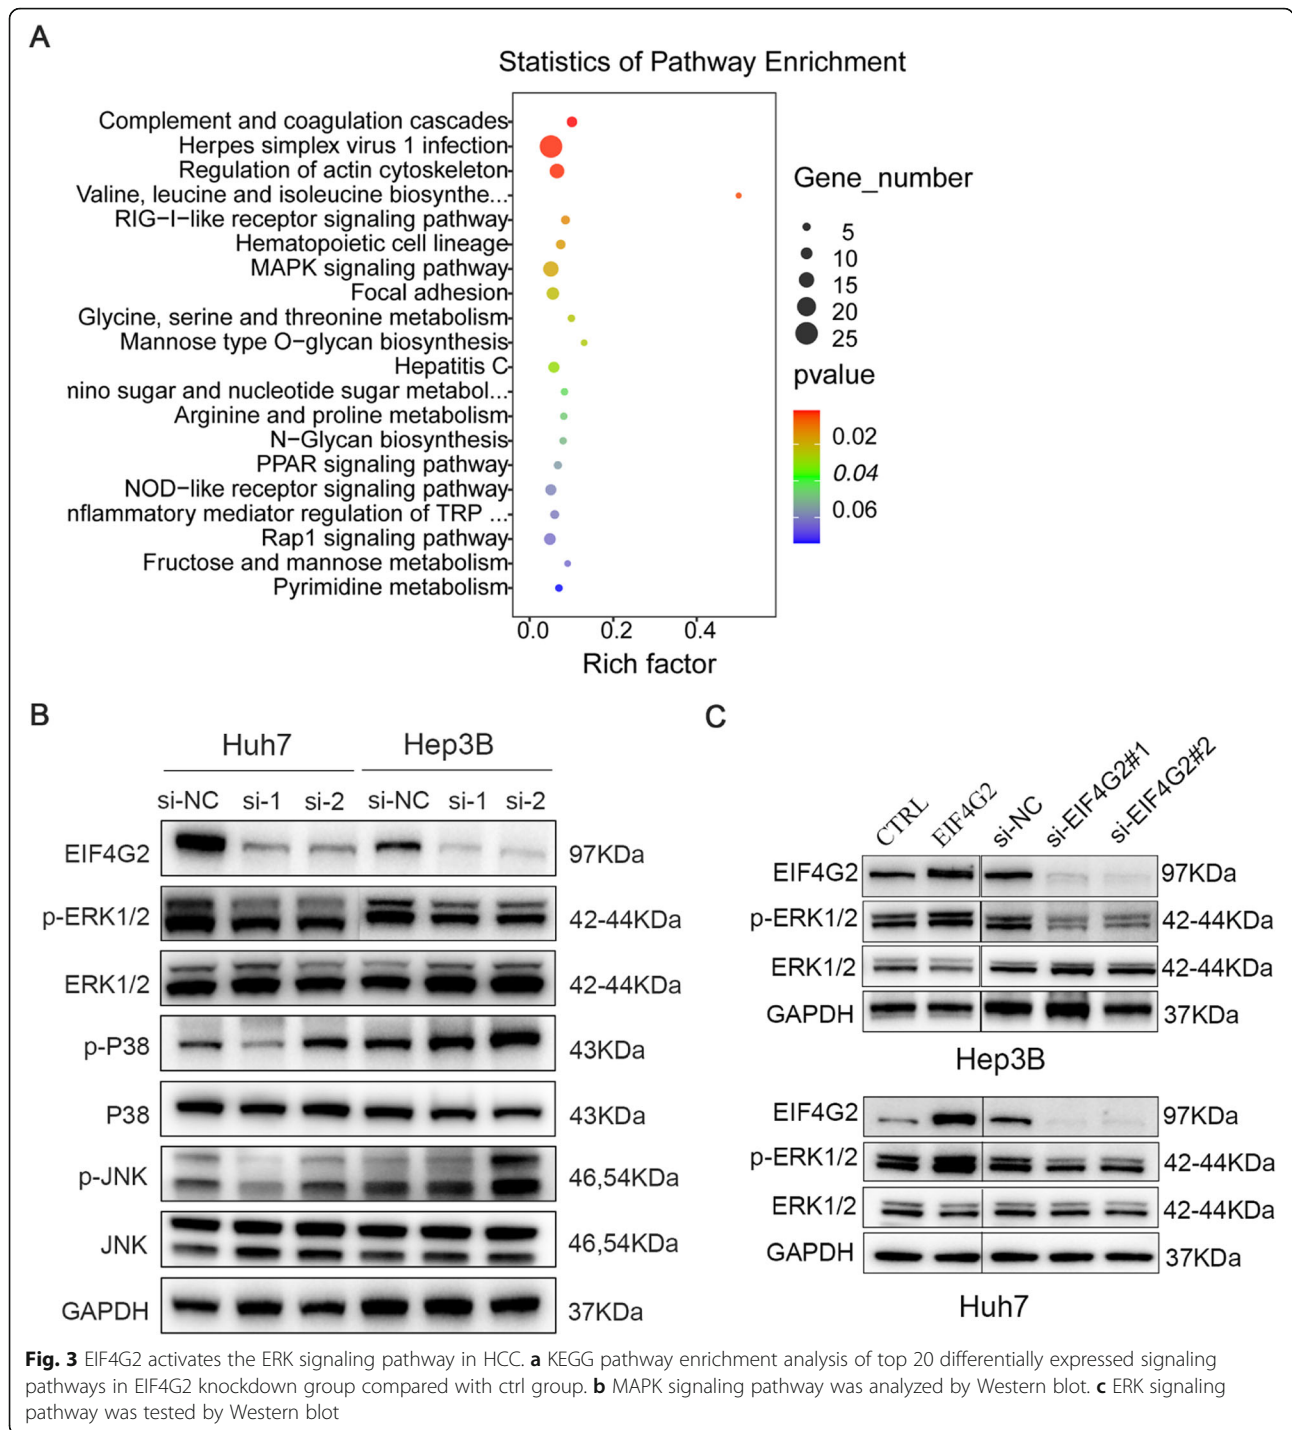 A
Statistics of Pathway Enrichment
Complement and coagulation cascades
Herpes simplex virus 1 infection
Regulation of actin cytoskeleton
Valine, leucine and isoleucine biosynthe...
RIG−I−like receptor signaling pathway
Hematopoietic cell lineage
MAPK signaling pathway
Focal adhesion
Glycine, serine and threonine metabolism
Mannose type O−glycan biosynthesis
Hepatitis C
nino sugar and nucleotide sugar metabol...
Arginine and proline metabolism
N−Glycan biosynthesis
PPAR signaling pathway
NOD−like receptor signaling pathway
nflammatory mediator regulation of TRP ...
Rap1 signaling pathway
Fructose and mannose metabolism
Pyrimidine metabolism
0.0 0.2 0.4
Rich factor
Gene_number
5
10
15
20
25
pvalue
0.02
0.04
0.06
B
Huh7 Hep3B
si-NC si-1 si-2 si-NC si-1 si-2
EIF4G2 97KDa
p-ERK1/2 42-44KDa
ERK1/2 42-44KDa
p-P38 43KDa
P38 43KDa
p-JNK 46,54KDa
JNK 46,54KDa
GAPDH 37KDa
C
CTRL EIF4G2 si-NC si-EIF4G2#1 si-EIF4G2#2
EIF4G2 97KDa
p-ERK1/2 42-44KDa
ERK1/2 42-44KDa
GAPDH 37KDa
Hep3B
EIF4G2 97KDa
p-ERK1/2 42-44KDa
ERK1/2 42-44KDa
GAPDH 37KDa
Huh7
Fig. 3 EIF4G2 activates the ERK signaling pathway in HCC. a KEGG pathway enrichment analysis of top 20 differentially expressed signaling
pathways in EIF4G2 knockdown group compared with ctrl group. b MAPK signaling pathway was analyzed by Western blot. c ERK signaling
pathway was tested by Western blot